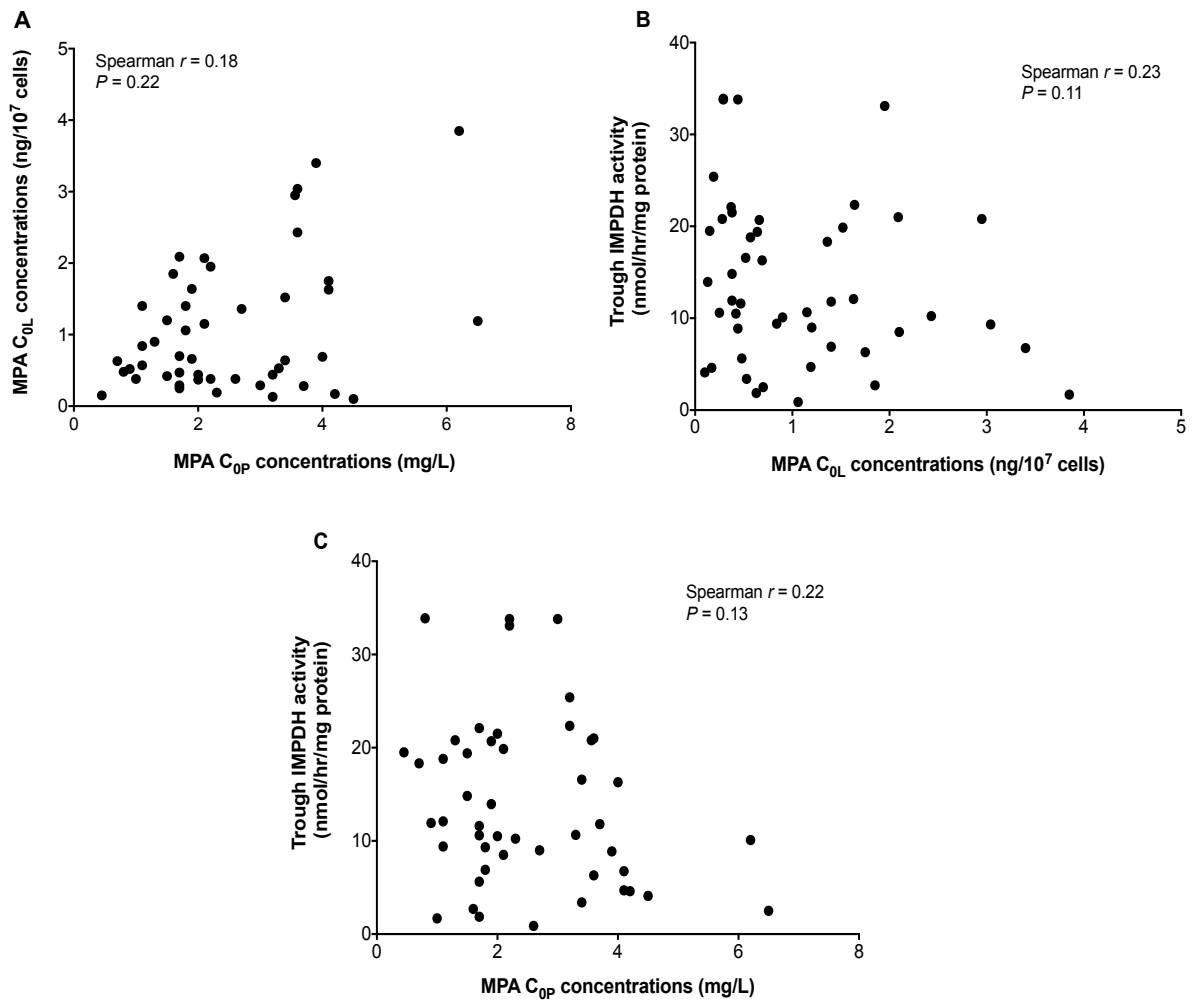 A
Spearman r = 0.18
P = 0.22
MPA C0L concentrations (ng/10⁷ cells)
5
4
3
2
1
0
0 2 4 6 8
MPA C0P concentrations (mg/L)
B
Spearman r = 0.23
P = 0.11
Trough IMPDH activity
(nmol/hr/mg protein)
40
30
20
10
0
0 1 2 3 4 5
MPA C0L concentrations (ng/10⁷ cells)
C
Spearman r = 0.22
P = 0.13
Trough IMPDH activity
(nmol/hr/mg protein)
40
30
20
10
0
0 2 4 6 8
MPA C0P concentrations (mg/L)